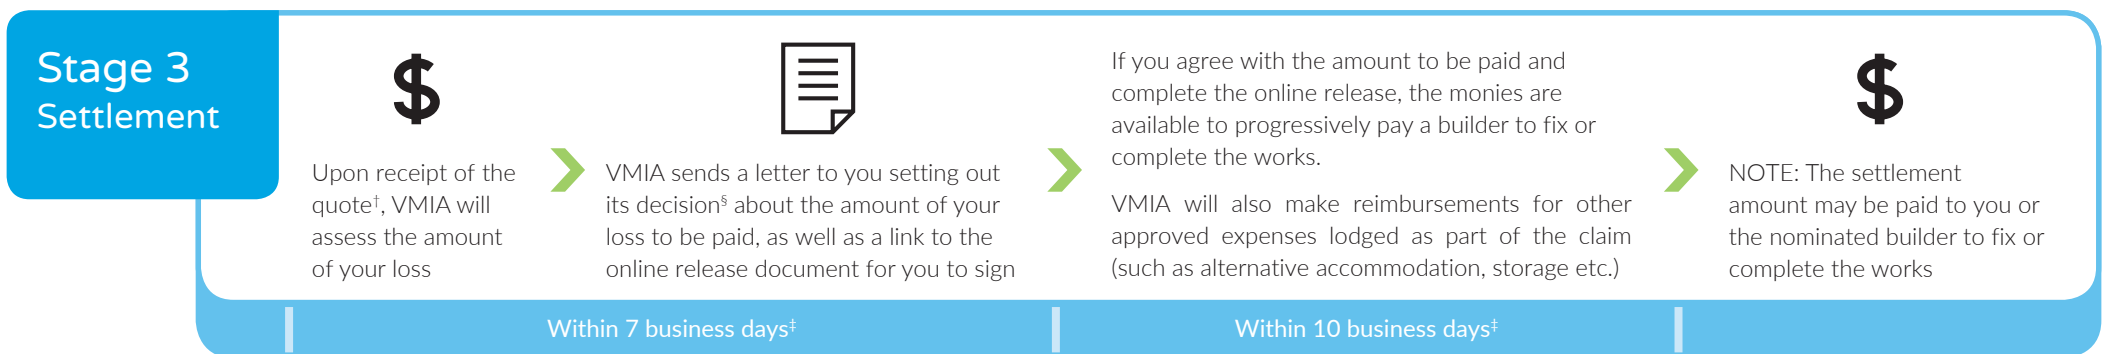 Stage 3
Settlement
Upon receipt of the
quote†, VMIA will
assess the amount
of your loss
VMIA sends a letter to you setting out
its decision§ about the amount of your
loss to be paid, as well as a link to the
online release document for you to sign
If you agree with the amount to be paid and
complete the online release, the monies are
available to progressively pay a builder to fix or
complete the works.
VMIA will also make reimbursements for other
approved expenses lodged as part of the claim
(such as alternative accommodation, storage etc.)
NOTE: The settlement
amount may be paid to you or
the nominated builder to fix or
complete the works
Within 7 business days‡
Within 10 business days‡